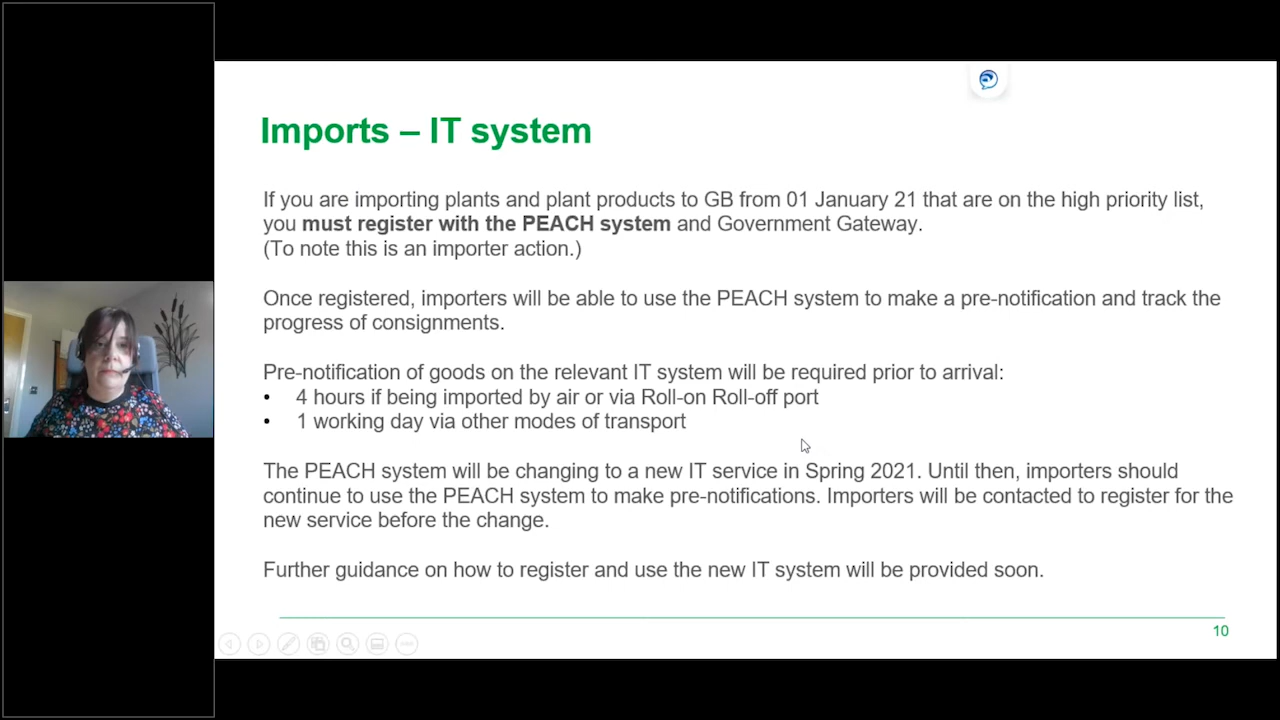 Imports – IT system
If you are importing plants and plant products to GB from 01 January 21 that are on the high priority list,
you must register with the PEACH system and Government Gateway.
(To note this is an importer action.)
Once registered, importers will be able to use the PEACH system to make a pre-notification and track the
progress of consignments.
Pre-notification of goods on the relevant IT system will be required prior to arrival:
• 4 hours if being imported by air or via Roll-on Roll-off port
• 1 working day via other modes of transport
The PEACH system will be changing to a new IT service in Spring 2021. Until then, importers should
continue to use the PEACH system to make pre-notifications. Importers will be contacted to register for the
new service before the change.
Further guidance on how to register and use the new IT system will be provided soon.
10